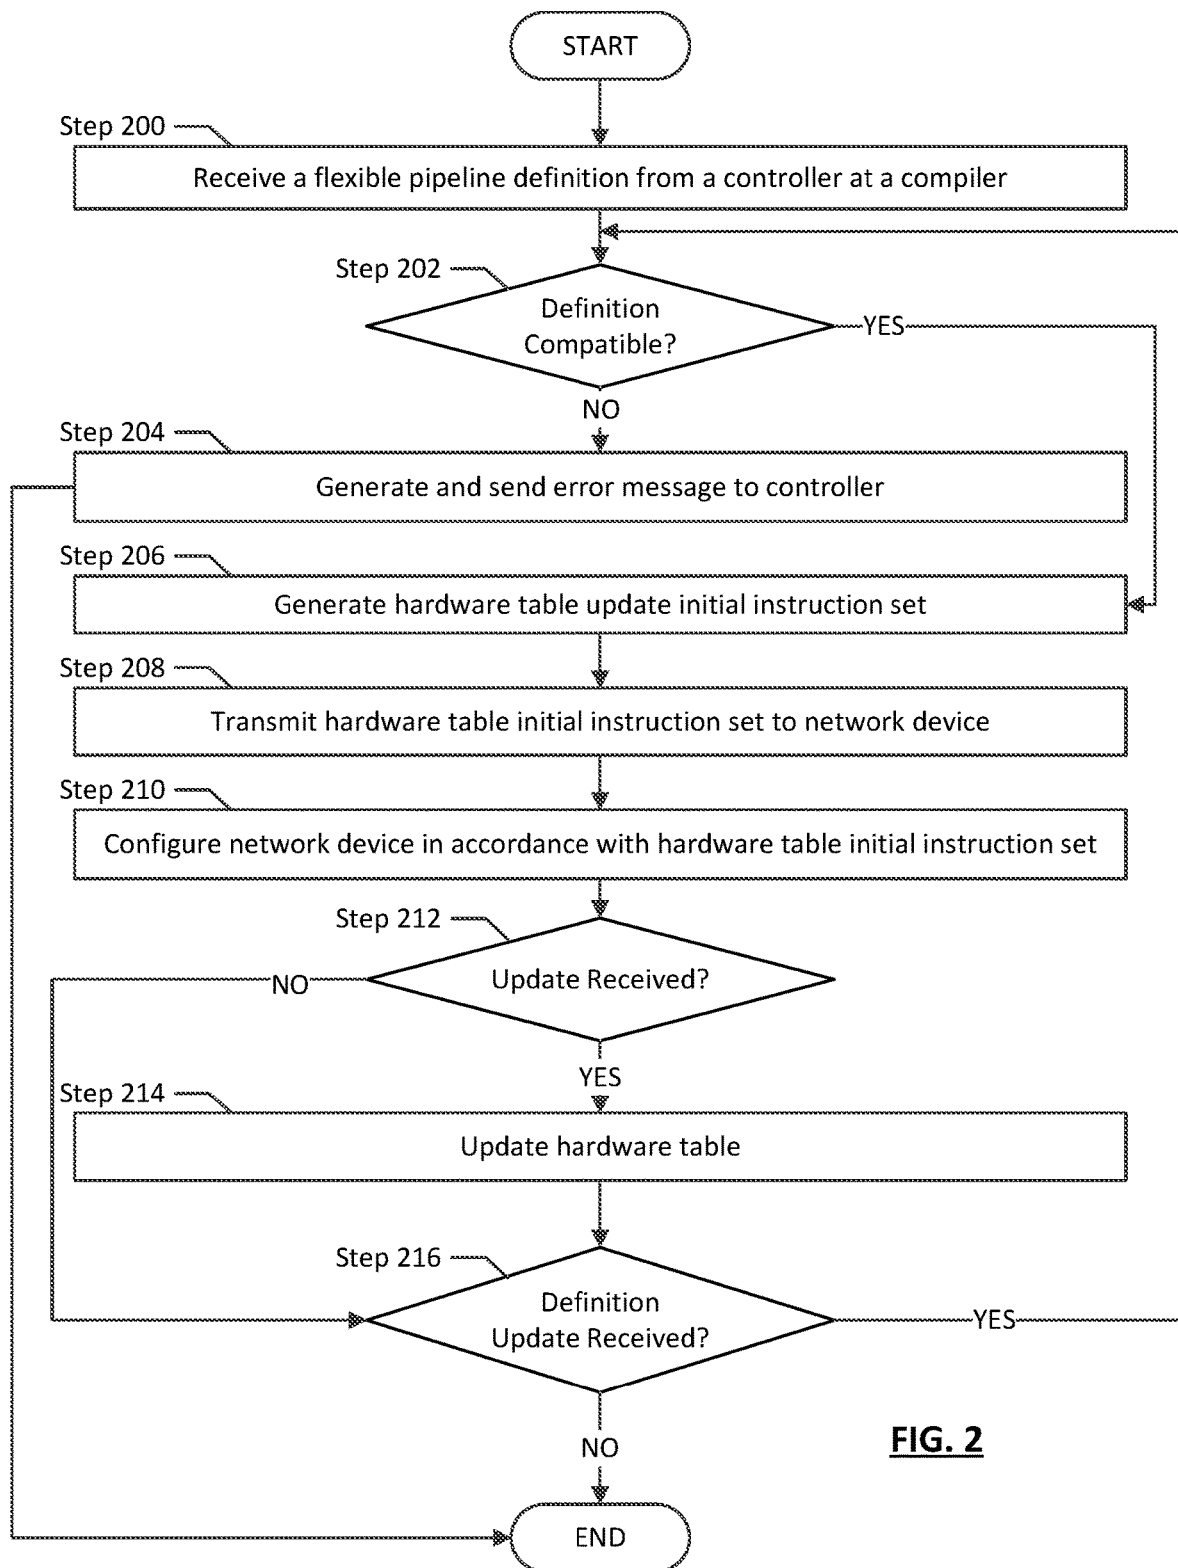 START
Step 200
Receive a flexible pipeline definition from a controller at a compiler
Step 202
Definition
Compatible?
YES
NO
Step 204
Generate and send error message to controller
Step 206
Generate hardware table update initial instruction set
Step 208
Transmit hardware table initial instruction set to network device
Step 210
Configure network device in accordance with hardware table initial instruction set
Step 212
Update Received?
NO
YES
Step 214
Update hardware table
Step 216
Definition
Update Received?
YES
NO
FIG. 2
END